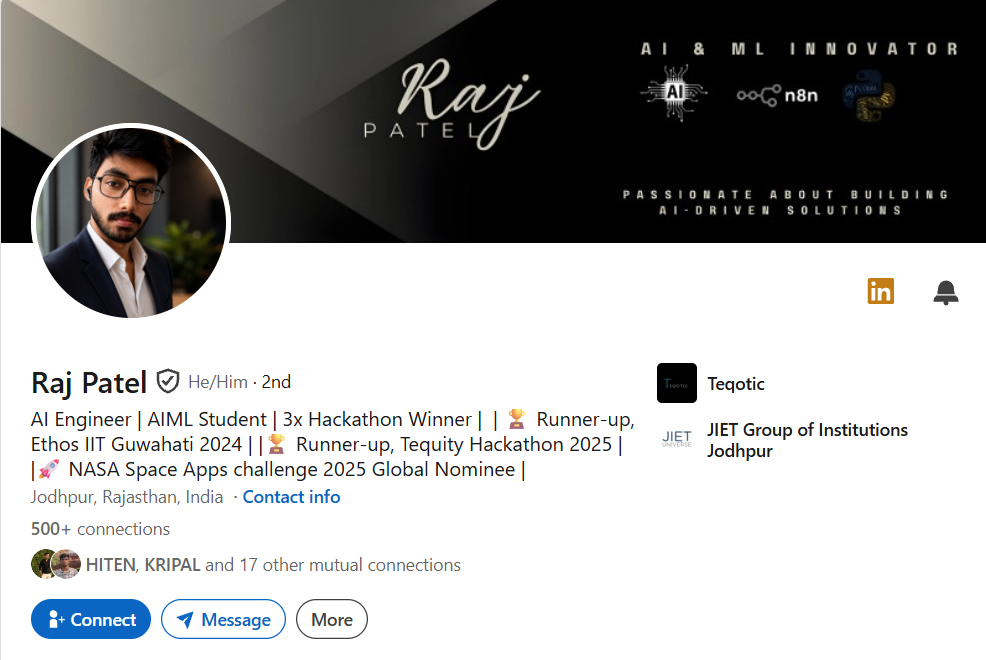 Raj
PATEL
AI & ML INNOVATOR
AI
n8n
PASSIONATE ABOUT BUILDING
AI-DRIVEN SOLUTIONS
in
Raj Patel He/Him · 2nd
AI Engineer | AIML Student | 3x Hackathon Winner | | 🏆 Runner-up,
Ethos IIT Guwahati 2024 | |🏆 Runner-up, Tequity Hackathon 2025 |
|🚀 NASA Space Apps challenge 2025 Global Nominee |
Jodhpur, Rajasthan, India · Contact info
500+ connections
HITEN, KRIPAL and 17 other mutual connections
Connect Message More
Teqotic
Teqotic
JIET
UNIVERSE
JIET Group of Institutions
Jodhpur